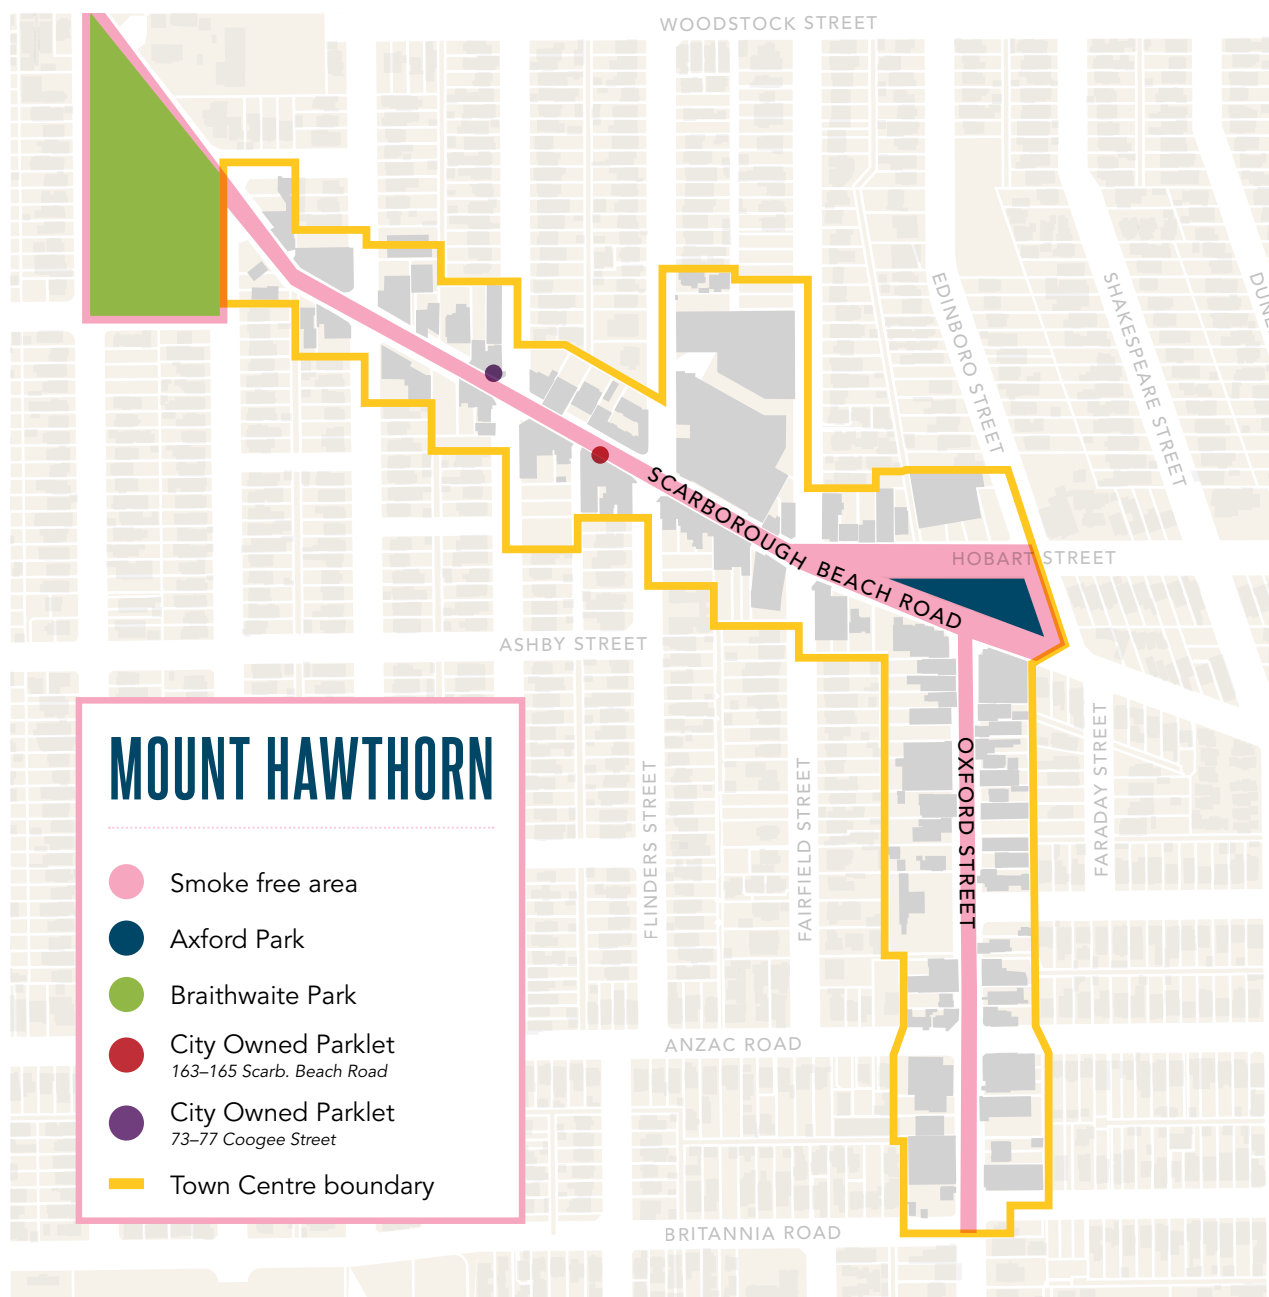 WOODSTOCK STREET
EDINBORO STREET
SHAKESPEARE STREET
SCARBOROUGH BEACH ROAD
HOBART STREET
ASHBY STREET
MOUNT HAWTHORN
Smoke free area
Axford Park
Braithwaite Park
City Owned Parklet
163–165 Scarb. Beach Road
City Owned Parklet
73–77 Coogee Street
Town Centre boundary
FLINDERS STREET
FAIRFIELD STREET
OXFORD STREET
FARADAY STREET
ANZAC ROAD
BRITANNIA ROAD